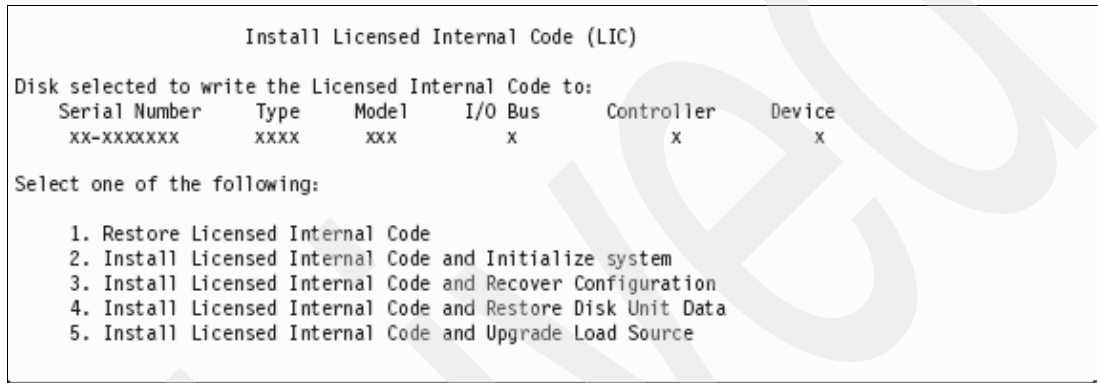 Install Licensed Internal Code (LIC)
Disk selected to write the Licensed Internal Code to:
Serial Number Type Model I/O Bus Controller Device
xx-xxxxxxx xxxx xxx x x x
Select one of the following:
1. Restore Licensed Internal Code
2. Install Licensed Internal Code and Initialize system
3. Install Licensed Internal Code and Recover Configuration
4. Install Licensed Internal Code and Restore Disk Unit Data
5. Install Licensed Internal Code and Upgrade Load Source